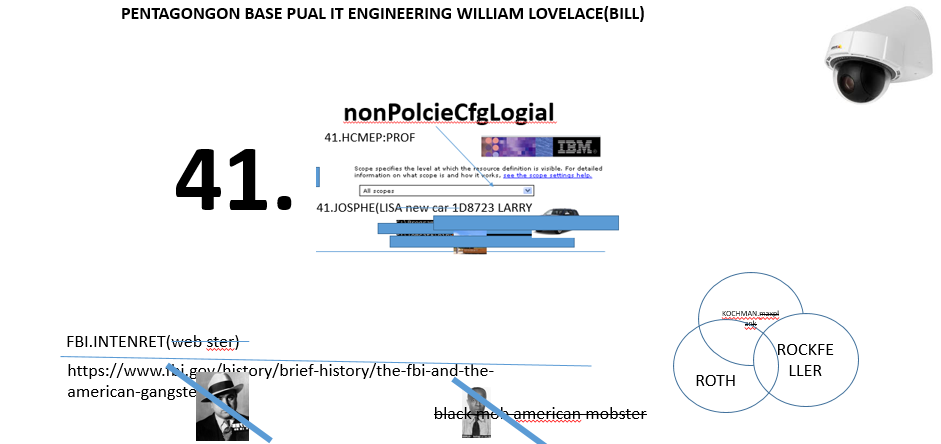 PENTAGONGON BASE PUAL IT ENGINEERING WILLIAM LOVELACE(BILL)
nonPolcieCfgLogial
41.HCMEP:PROF
IBM
41.
Scope specifies the level at which the resource definition is visible. For detailed
information on what scope is and how it works, see the scope settings help.
All scopes
41.JOSPHE(LISA new car 1D8723 LARRY
KOCHMAN
ROTH
ROCKFE
LLER
FBI.INTENRET(web ster)
https://www.fbi.gov/history/brief-history/the-fbi-and-the-
american-gangste
black mob american mobster